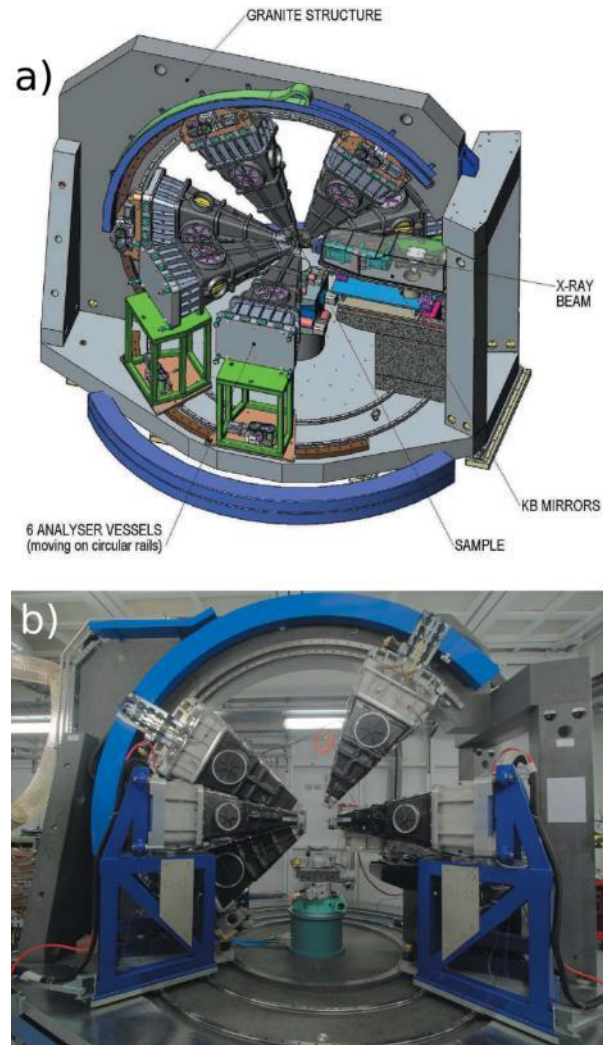 GRANITE STRUCTURE
a)
X-RAY
BEAM
KB MIRRORS
6 ANALYSER VESSELS
(moving on circular rails)
SAMPLE
b)